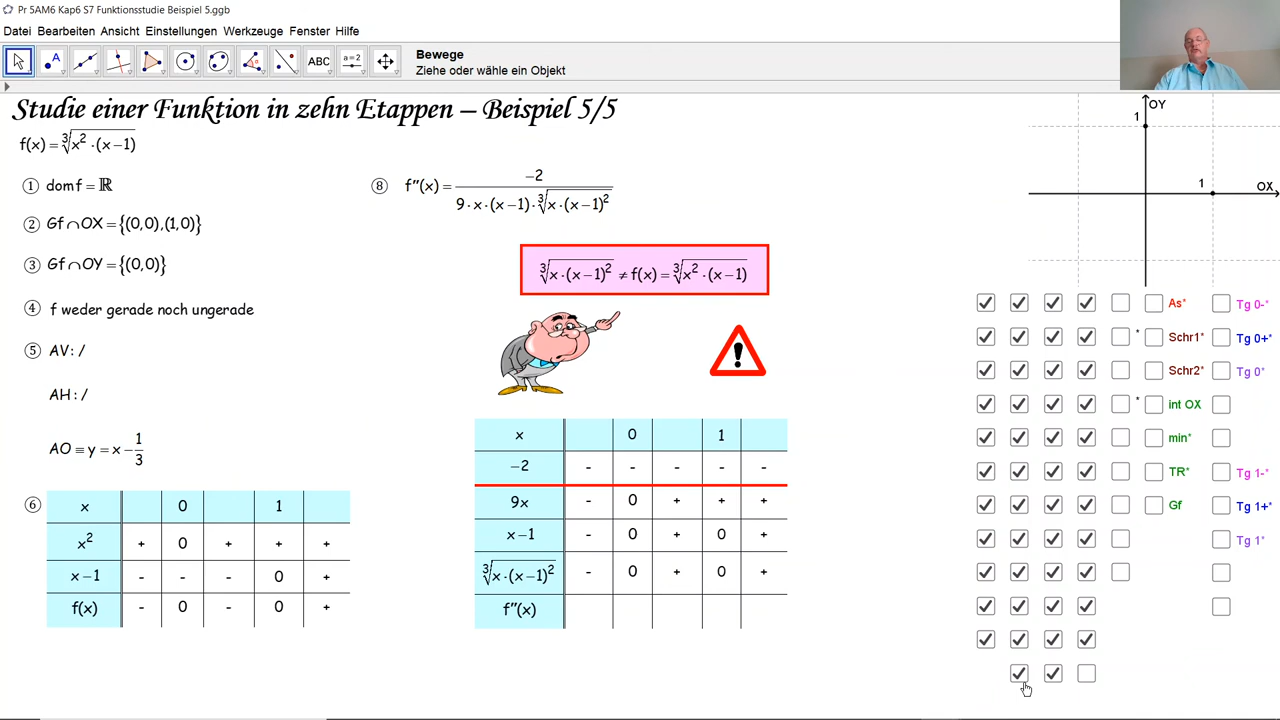 Pr 5AM6 Kap6 S7 Funktionsstudie Beispiel 5.ggb
Datei Bearbeiten Ansicht Einstellungen Werkzeuge Fenster Hilfe
A ABC a=2 Bewege
Ziehe oder wähle ein Objekt
Studie einer Funktion in zehn Etappen – Beispiel 5/5
f(x) = ∛(x² · (x−1))
① dom f = ℝ
② Gf ∩ OX = {(0,0),(1,0)}
③ Gf ∩ OY = {(0,0)}
④ f weder gerade noch ungerade
⑤ AV : /
AH : /
AO ≡ y = x − 1/3
⑥ x 0 1
x² + 0 + + +
x−1 - - - 0 +
f(x) - 0 - 0 +
⑧ f″(x) = −2 / (9 · x · (x−1) · ∛(x · (x−1)²))
∛(x · (x−1)²) ≠ f(x) = ∛(x² · (x−1))
!
x 0 1
−2 - - - - -
9x - 0 + + +
x−1 - 0 + 0 +
∛(x · (x−1)²) - 0 + 0 +
f″(x)
OY
1
1
OX
As* Tg 0-*
* Schr1* Tg 0+*
Schr2* Tg 0*
* int OX
min*
TR* Tg 1-*
Gf Tg 1+*
Tg 1*